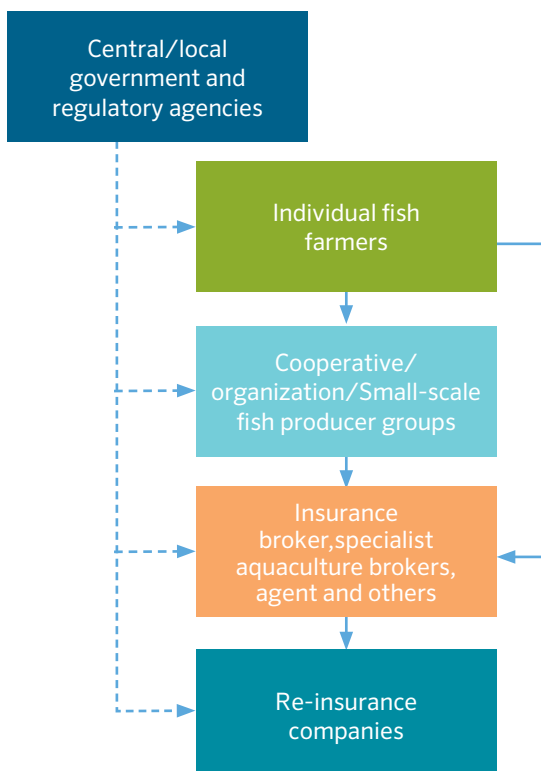 Central/local
government and
regulatory agencies
Individual fish
farmers
Cooperative/
organization/Small-scale
fish producer groups
Insurance
broker,specialist
aquaculture brokers,
agent and others
Re-insurance
companies